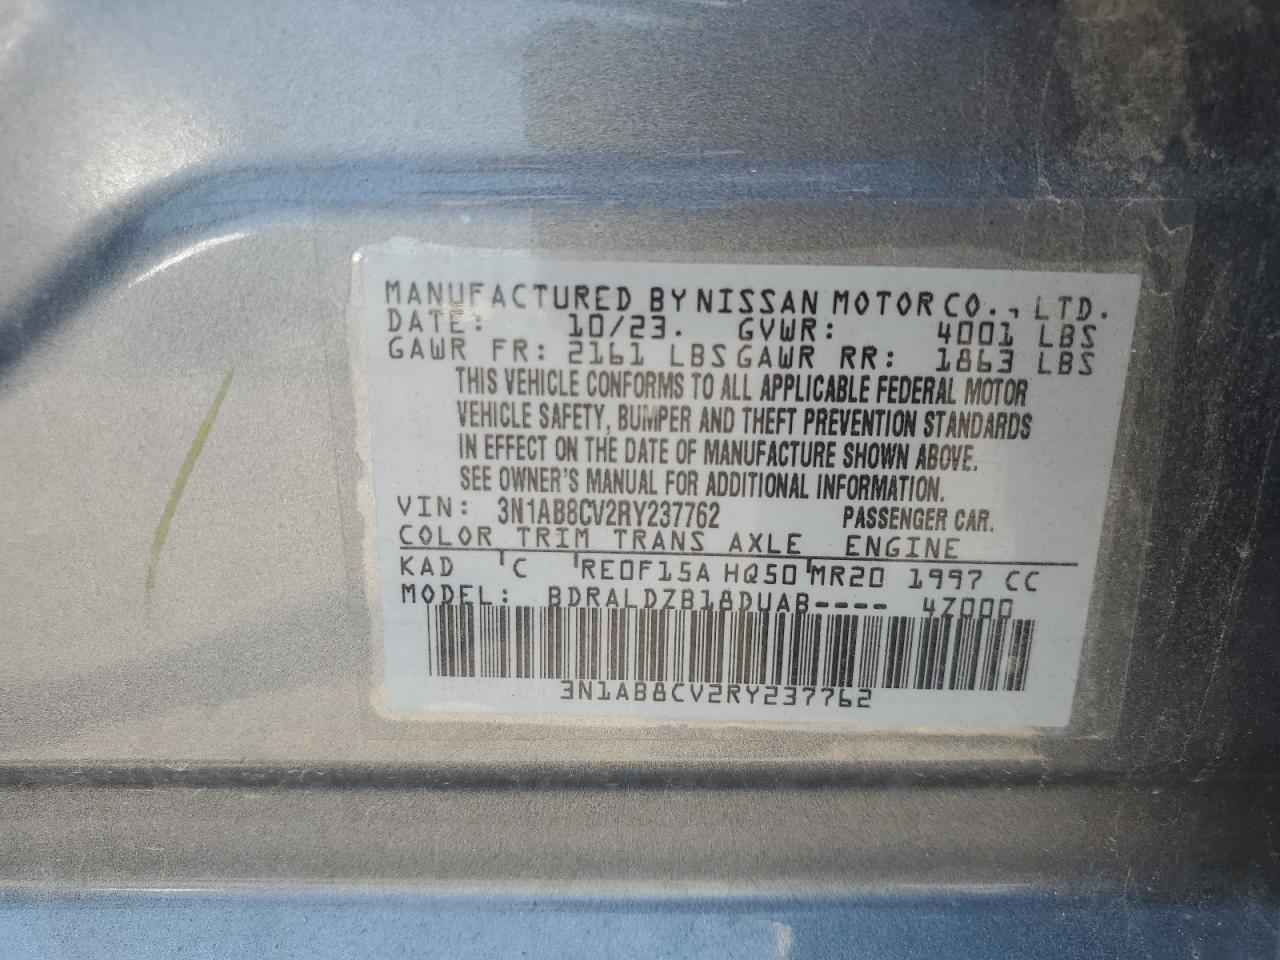 MANUFACTURED BY NISSAN MOTOR CO., LTD.
DATE: 10/23. GVWR: 4001 LBS
GAWR FR: 2161 LBS GAWR RR: 1863 LBS
THIS VEHICLE CONFORMS TO ALL APPLICABLE FEDERAL MOTOR
VEHICLE SAFETY, BUMPER AND THEFT PREVENTION STANDARDS
IN EFFECT ON THE DATE OF MANUFACTURE SHOWN ABOVE.
SEE OWNER'S MANUAL FOR ADDITIONAL INFORMATION.
VIN: 3N1AB8CV2RY237762 PASSENGER CAR.
COLOR TRIM TRANS AXLE ENGINE
KAD C RE0F15A HQ50 MR20 1997 CC
MODEL: BDRALDZB18DUAB---- 4Z000
3N1AB8CV2RY237762